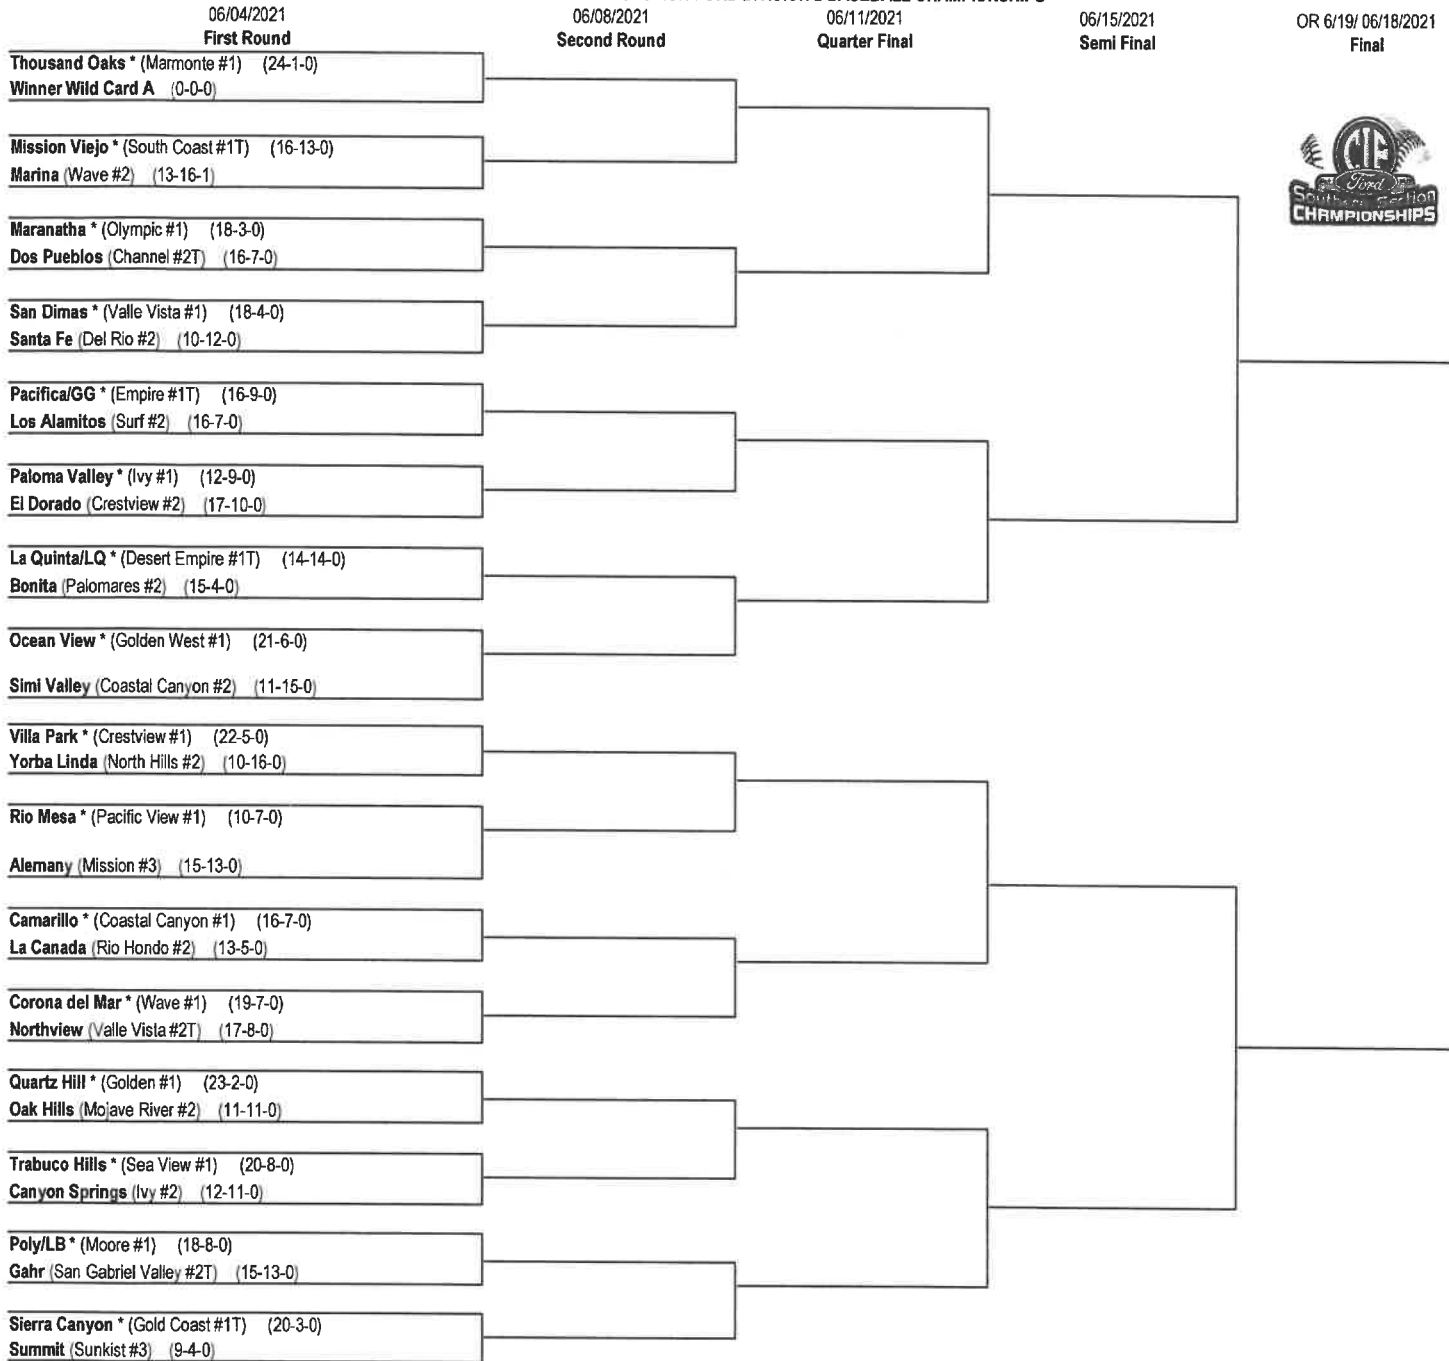 06/04/2021
First Round
06/08/2021
Second Round
06/11/2021
Quarter Final
06/15/2021
Semi Final
OR 6/19/ 06/18/2021
Final
Thousand Oaks * (Marmonte #1) (24-1-0)
Winner Wild Card A (0-0-0)
Mission Viejo * (South Coast #1T) (16-13-0)
Marina (Wave #2) (13-16-1)
Maranatha * (Olympic #1) (18-3-0)
Dos Pueblos (Channel #2T) (16-7-0)
San Dimas * (Valle Vista #1) (18-4-0)
Santa Fe (Del Rio #2) (10-12-0)
Pacifica/GG * (Empire #1T) (16-9-0)
Los Alamitos (Surf #2) (16-7-0)
Paloma Valley * (Ivy #1) (12-9-0)
El Dorado (Crestview #2) (17-10-0)
La Quinta/LQ * (Desert Empire #1T) (14-14-0)
Bonita (Palomares #2) (15-4-0)
Ocean View * (Golden West #1) (21-6-0)
Simi Valley (Coastal Canyon #2) (11-15-0)
Villa Park * (Crestview #1) (22-5-0)
Yorba Linda (North Hills #2) (10-16-0)
Rio Mesa * (Pacific View #1) (10-7-0)
Alemany (Mission #3) (15-13-0)
Camarillo * (Coastal Canyon #1) (16-7-0)
La Canada (Rio Hondo #2) (13-5-0)
Corona del Mar * (Wave #1) (19-7-0)
Northview (Valle Vista #2T) (17-8-0)
Quartz Hill * (Golden #1) (23-2-0)
Oak Hills (Mojave River #2) (11-11-0)
Trabuco Hills * (Sea View #1) (20-8-0)
Canyon Springs (Ivy #2) (12-11-0)
Poly/LB * (Moore #1) (18-8-0)
Gahr (San Gabriel Valley #2T) (15-13-0)
Sierra Canyon * (Gold Coast #1T) (20-3-0)
Summit (Sunkist #3) (9-4-0)
CIF
Ford
Southern Section
CHAMPIONSHIPS